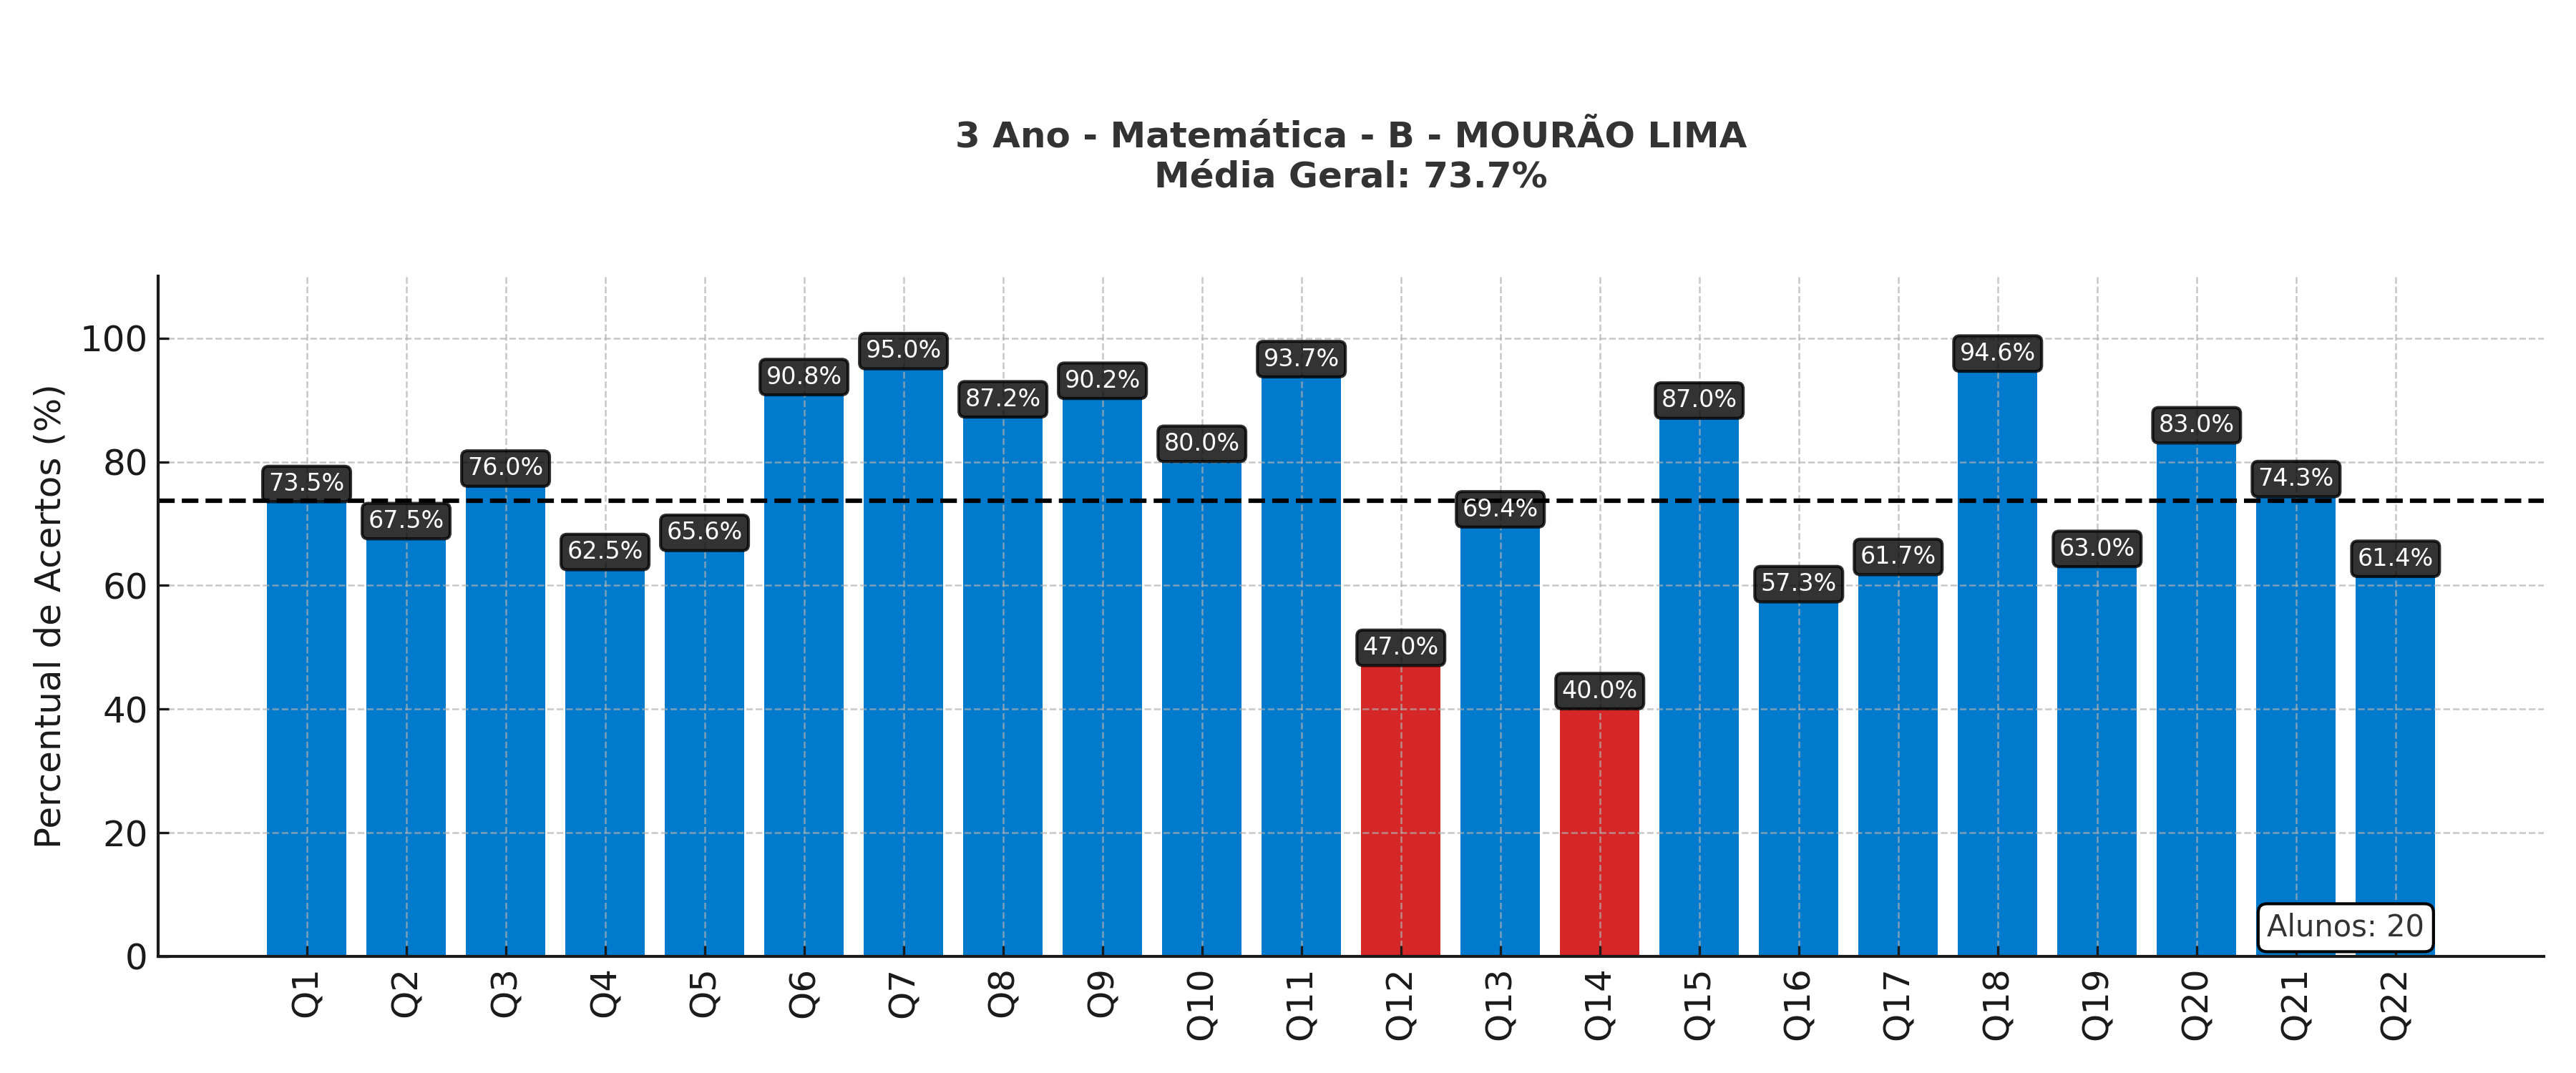 3 Ano - Matemática - B - MOURÃO LIMA
Média Geral: 73.7%
Percentual de Acertos (%)
100
80
60
40
20
0
73.5%
67.5%
76.0%
62.5%
65.6%
90.8%
95.0%
87.2%
90.2%
80.0%
93.7%
47.0%
69.4%
40.0%
87.0%
57.3%
61.7%
94.6%
63.0%
83.0%
74.3%
61.4%
Alunos: 20
Q1
Q2
Q3
Q4
Q5
Q6
Q7
Q8
Q9
Q10
Q11
Q12
Q13
Q14
Q15
Q16
Q17
Q18
Q19
Q20
Q21
Q22